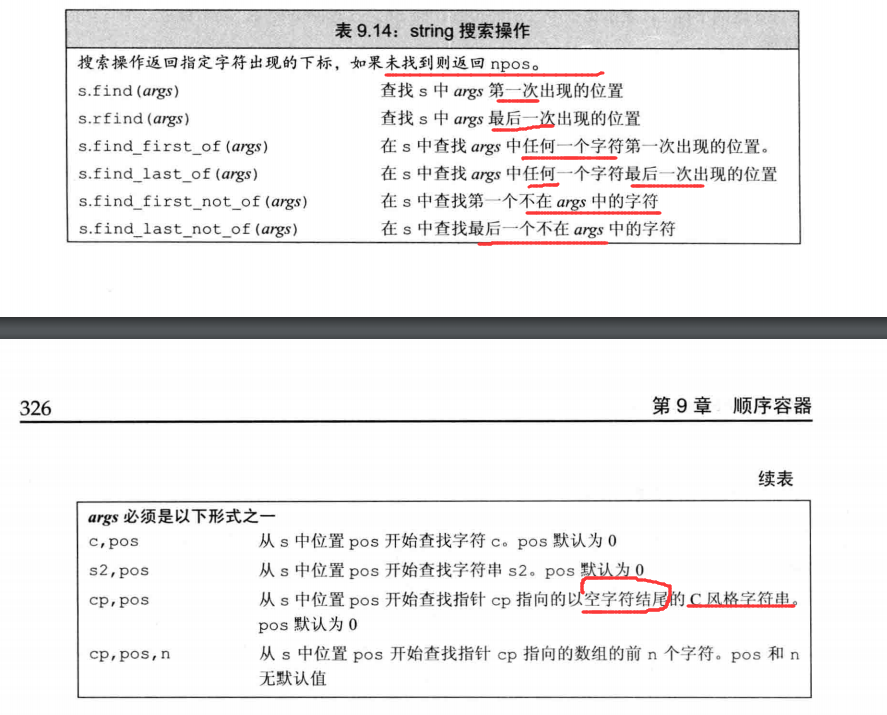 表 9.14：string 搜索操作
搜索操作返回指定字符出现的下标，如果未找到则返回 npos。
s.find(args) 查找 s 中 args 第一次出现的位置
s.rfind(args) 查找 s 中 args 最后一次出现的位置
s.find_first_of(args) 在 s 中查找 args 中任何一个字符第一次出现的位置。
s.find_last_of(args) 在 s 中查找 args 中任何一个字符最后一次出现的位置
s.find_first_not_of(args) 在 s 中查找第一个不在 args 中的字符
s.find_last_not_of(args) 在 s 中查找最后一个不在 args 中的字符
326 第 9 章 顺序容器
续表
args 必须是以下形式之一
c,pos 从 s 中位置 pos 开始查找字符 c。pos 默认为 0
s2,pos 从 s 中位置 pos 开始查找字符串 s2。pos 默认为 0
cp,pos 从 s 中位置 pos 开始查找指针 cp 指向的以空字符结尾的 C 风格字符串。
pos 默认为 0
cp,pos,n 从 s 中位置 pos 开始查找指针 cp 指向的数组的前 n 个字符。pos 和 n
无默认值